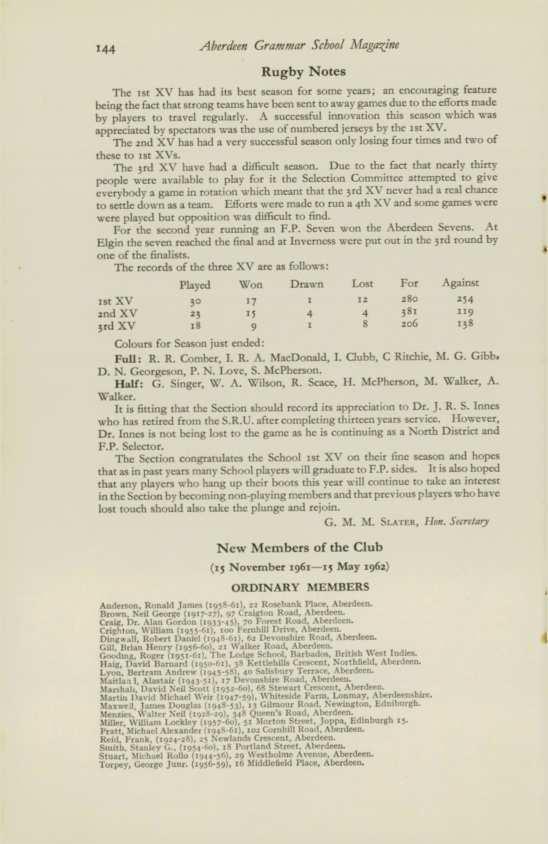 144 Aberdeen Grammar School Magazine
Rugby Notes
The 1st XV has had its best season for some years; an encouraging feature
being the fact that strong teams have been sent to away games due to the efforts made
by players to travel regularly. A successful innovation this season which was
appreciated by spectators was the use of numbered jerseys by the 1st XV.
The 2nd XV has had a very successful season only losing four times and two of
these to 1st XVs.
The 3rd XV have had a difficult season. Due to the fact that nearly thirty
people were available to play for it the Selection Committee attempted to give
everybody a game in rotation which meant that the 3rd XV never had a real chance
to settle down as a team. Efforts were made to run a 4th XV and some games were
were played but opposition was difficult to find.
For the second year running an F.P. Seven won the Aberdeen Sevens. At
Elgin the seven reached the final and at Inverness were put out in the 3rd round by
one of the finalists.
The records of the three XV are as follows:
Played Won Drawn Lost For Against
1st XV 30 17 1 12 280 254
2nd XV 23 15 4 4 381 119
3rd XV 18 9 1 8 206 138
Colours for Season just ended:
Full: R. R. Comber, I. R. A. MacDonald, I. Clubb, C Ritchie, M. G. Gibb,
D. N. Georgeson, P. N. Love, S. McPherson.
Half: G. Singer, W. A. Wilson, R. Scace, H. McPherson, M. Walker, A.
Walker.
It is fitting that the Section should record its appreciation to Dr. J. R. S. Innes
who has retired from the S.R.U. after completing thirteen years service. However,
Dr. Innes is not being lost to the game as he is continuing as a North District and
F.P. Selector.
The Section congratulates the School 1st XV on their fine season and hopes
that as in past years many School players will graduate to F.P. sides. It is also hoped
that any players who hang up their boots this year will continue to take an interest
in the Section by becoming non-playing members and that previous players who have
lost touch should also take the plunge and rejoin.
G. M. M. Slater, Hon. Secretary
New Members of the Club
(15 November 1961—15 May 1962)
ORDINARY MEMBERS
Anderson, Ronald James (1958-61), 22 Rosebank Place, Aberdeen.
Brown, Neil George (1917-27), 97 Craigton Road, Aberdeen.
Craig, Dr. Alan Gordon (1933-45), 70 Forest Road, Aberdeen.
Crighton, William (1955-61), 100 Fernhill Drive, Aberdeen.
Dingwall, Robert Daniel (1948-61), 62 Devonshire Road, Aberdeen.
Gill, Brian Henry (1956-60), 21 Walker Road, Aberdeen.
Gooding, Roger (1951-61), The Lodge School, Barbados, British West Indies.
Haig, David Barnard (1950-61), 38 Kettlehills Crescent, Northfield, Aberdeen.
Lyon, Bertram Andrew (1945-58), 40 Salisbury Terrace, Aberdeen.
Maitland, Alastair (1943-51), 17 Devonshire Road, Aberdeen.
Marshall, David Neil Scott (1952-60), 68 Stewart Crescent, Aberdeen.
Martin David Michael Weir (1947-59), Whiteside Farm, Lonmay, Aberdeenshire.
Maxwell, James Douglas (1948-53), 13 Gilmour Road, Newington, Edinburgh.
Menzies, Walter Neil (1928-29), 348 Queen's Road, Aberdeen.
Miller, William Lockley (1957-60), 51 Morton Street, Joppa, Edinburgh 15.
Pratt, Michael Alexander (1948-61), 102 Cornhill Road, Aberdeen.
Reid, Frank, (1924-28), 25 Newlands Crescent, Aberdeen.
Smith, Stanley G., (1954-60), 18 Portland Street, Aberdeen.
Stuart, Michael Rollo (1944-56), 29 Westholme Avenue, Aberdeen.
Torpey, George Junr. (1956-59), 16 Middlefield Place, Aberdeen.